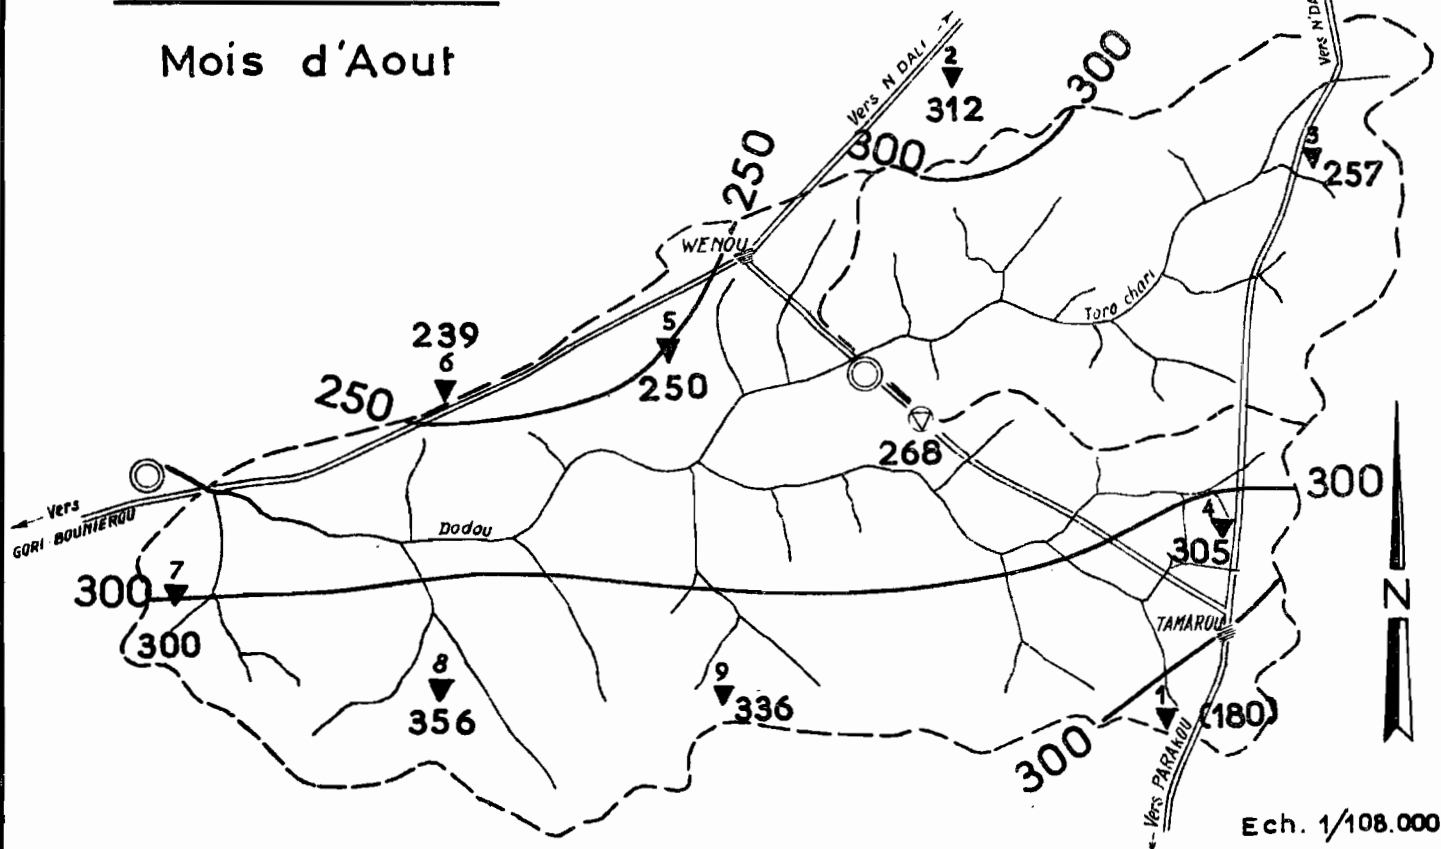 Mois d'Aout
Vers N DALI
2
312
300
300
Vers N'DA
3
257
250
WENOU
Toro chari
239
6
5
250
250
268
Vers
GORI BOUNIEROU
Dodou
300
4
305
300
7
300
N
TAMAROU
8
356
9
336
1
(180)
300
Vers PARAKOU
Ech. 1/108.000